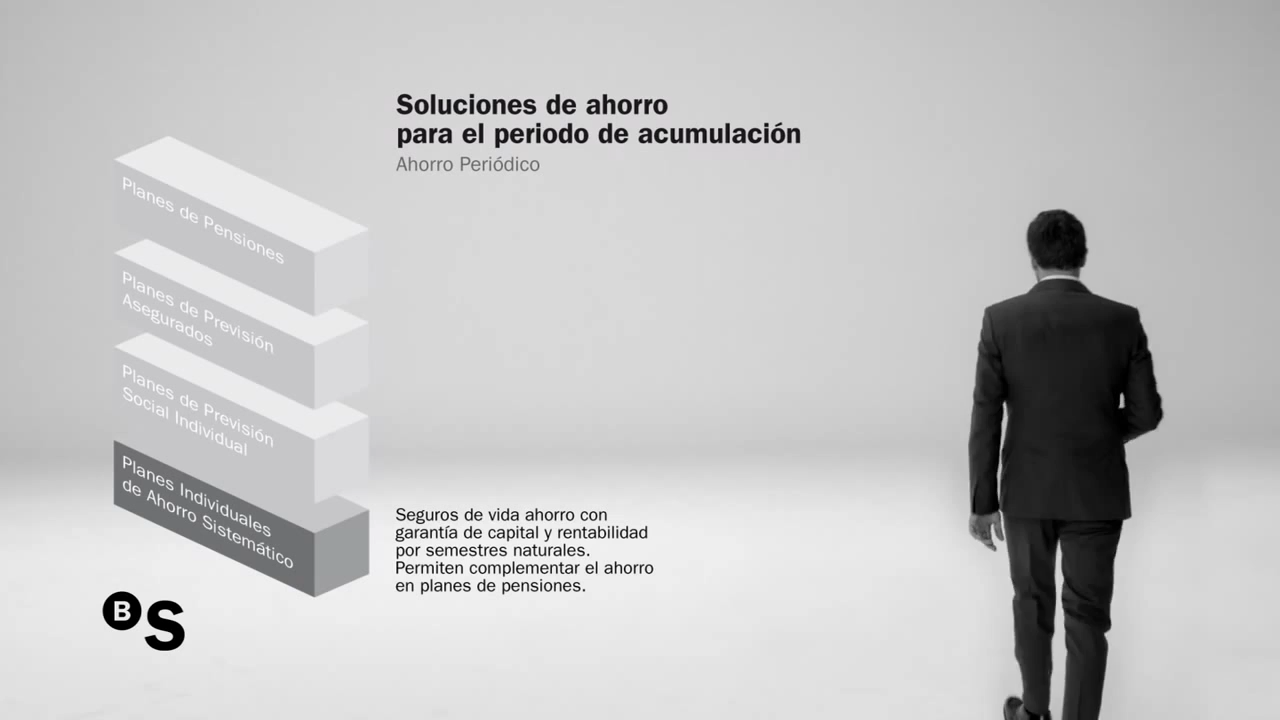 Soluciones de ahorro
para el periodo de acumulación
Ahorro Periódico
Planes de Pensiones
Planes de Previsión
Asegurados
Planes de Previsión
Social Individual
Planes Individuales
de Ahorro Sistemático
Seguros de vida ahorro con
garantía de capital y rentabilidad
por semestres naturales.
Permiten complementar el ahorro
en planes de pensiones.
BS